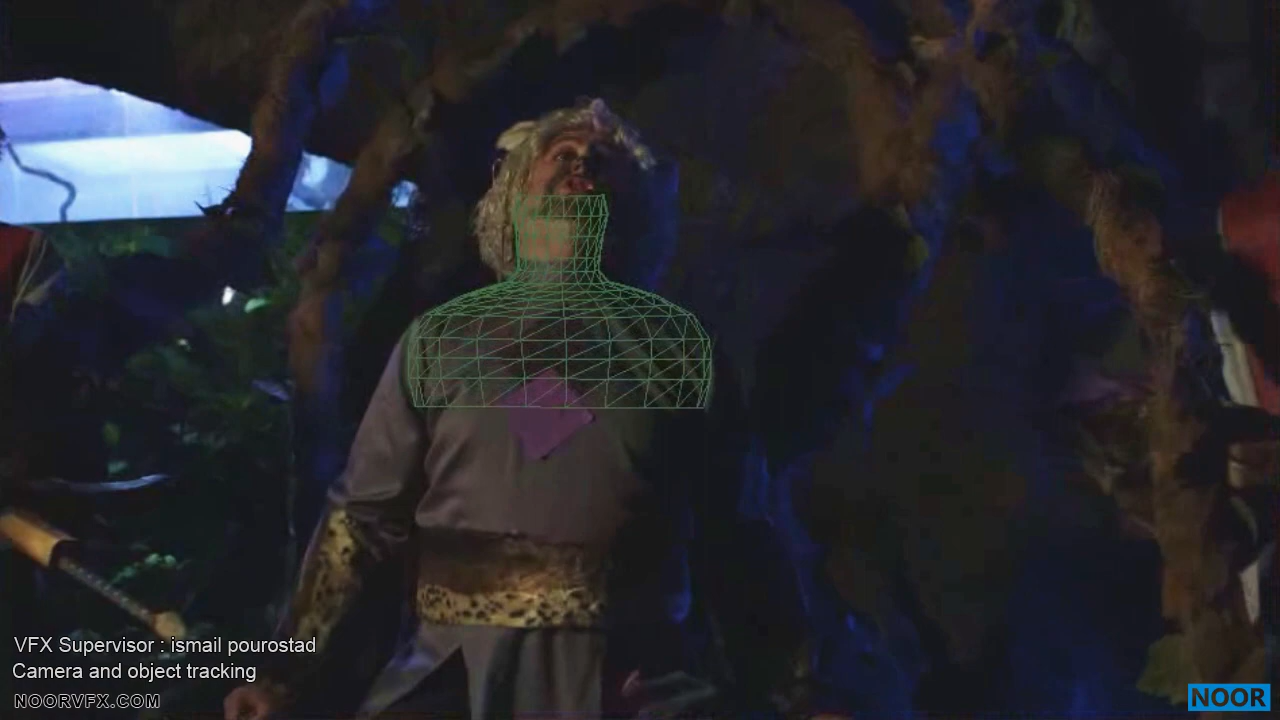 VFX Supervisor : ismail pourostad
Camera and object tracking
NOORVFX.COM
NOOR